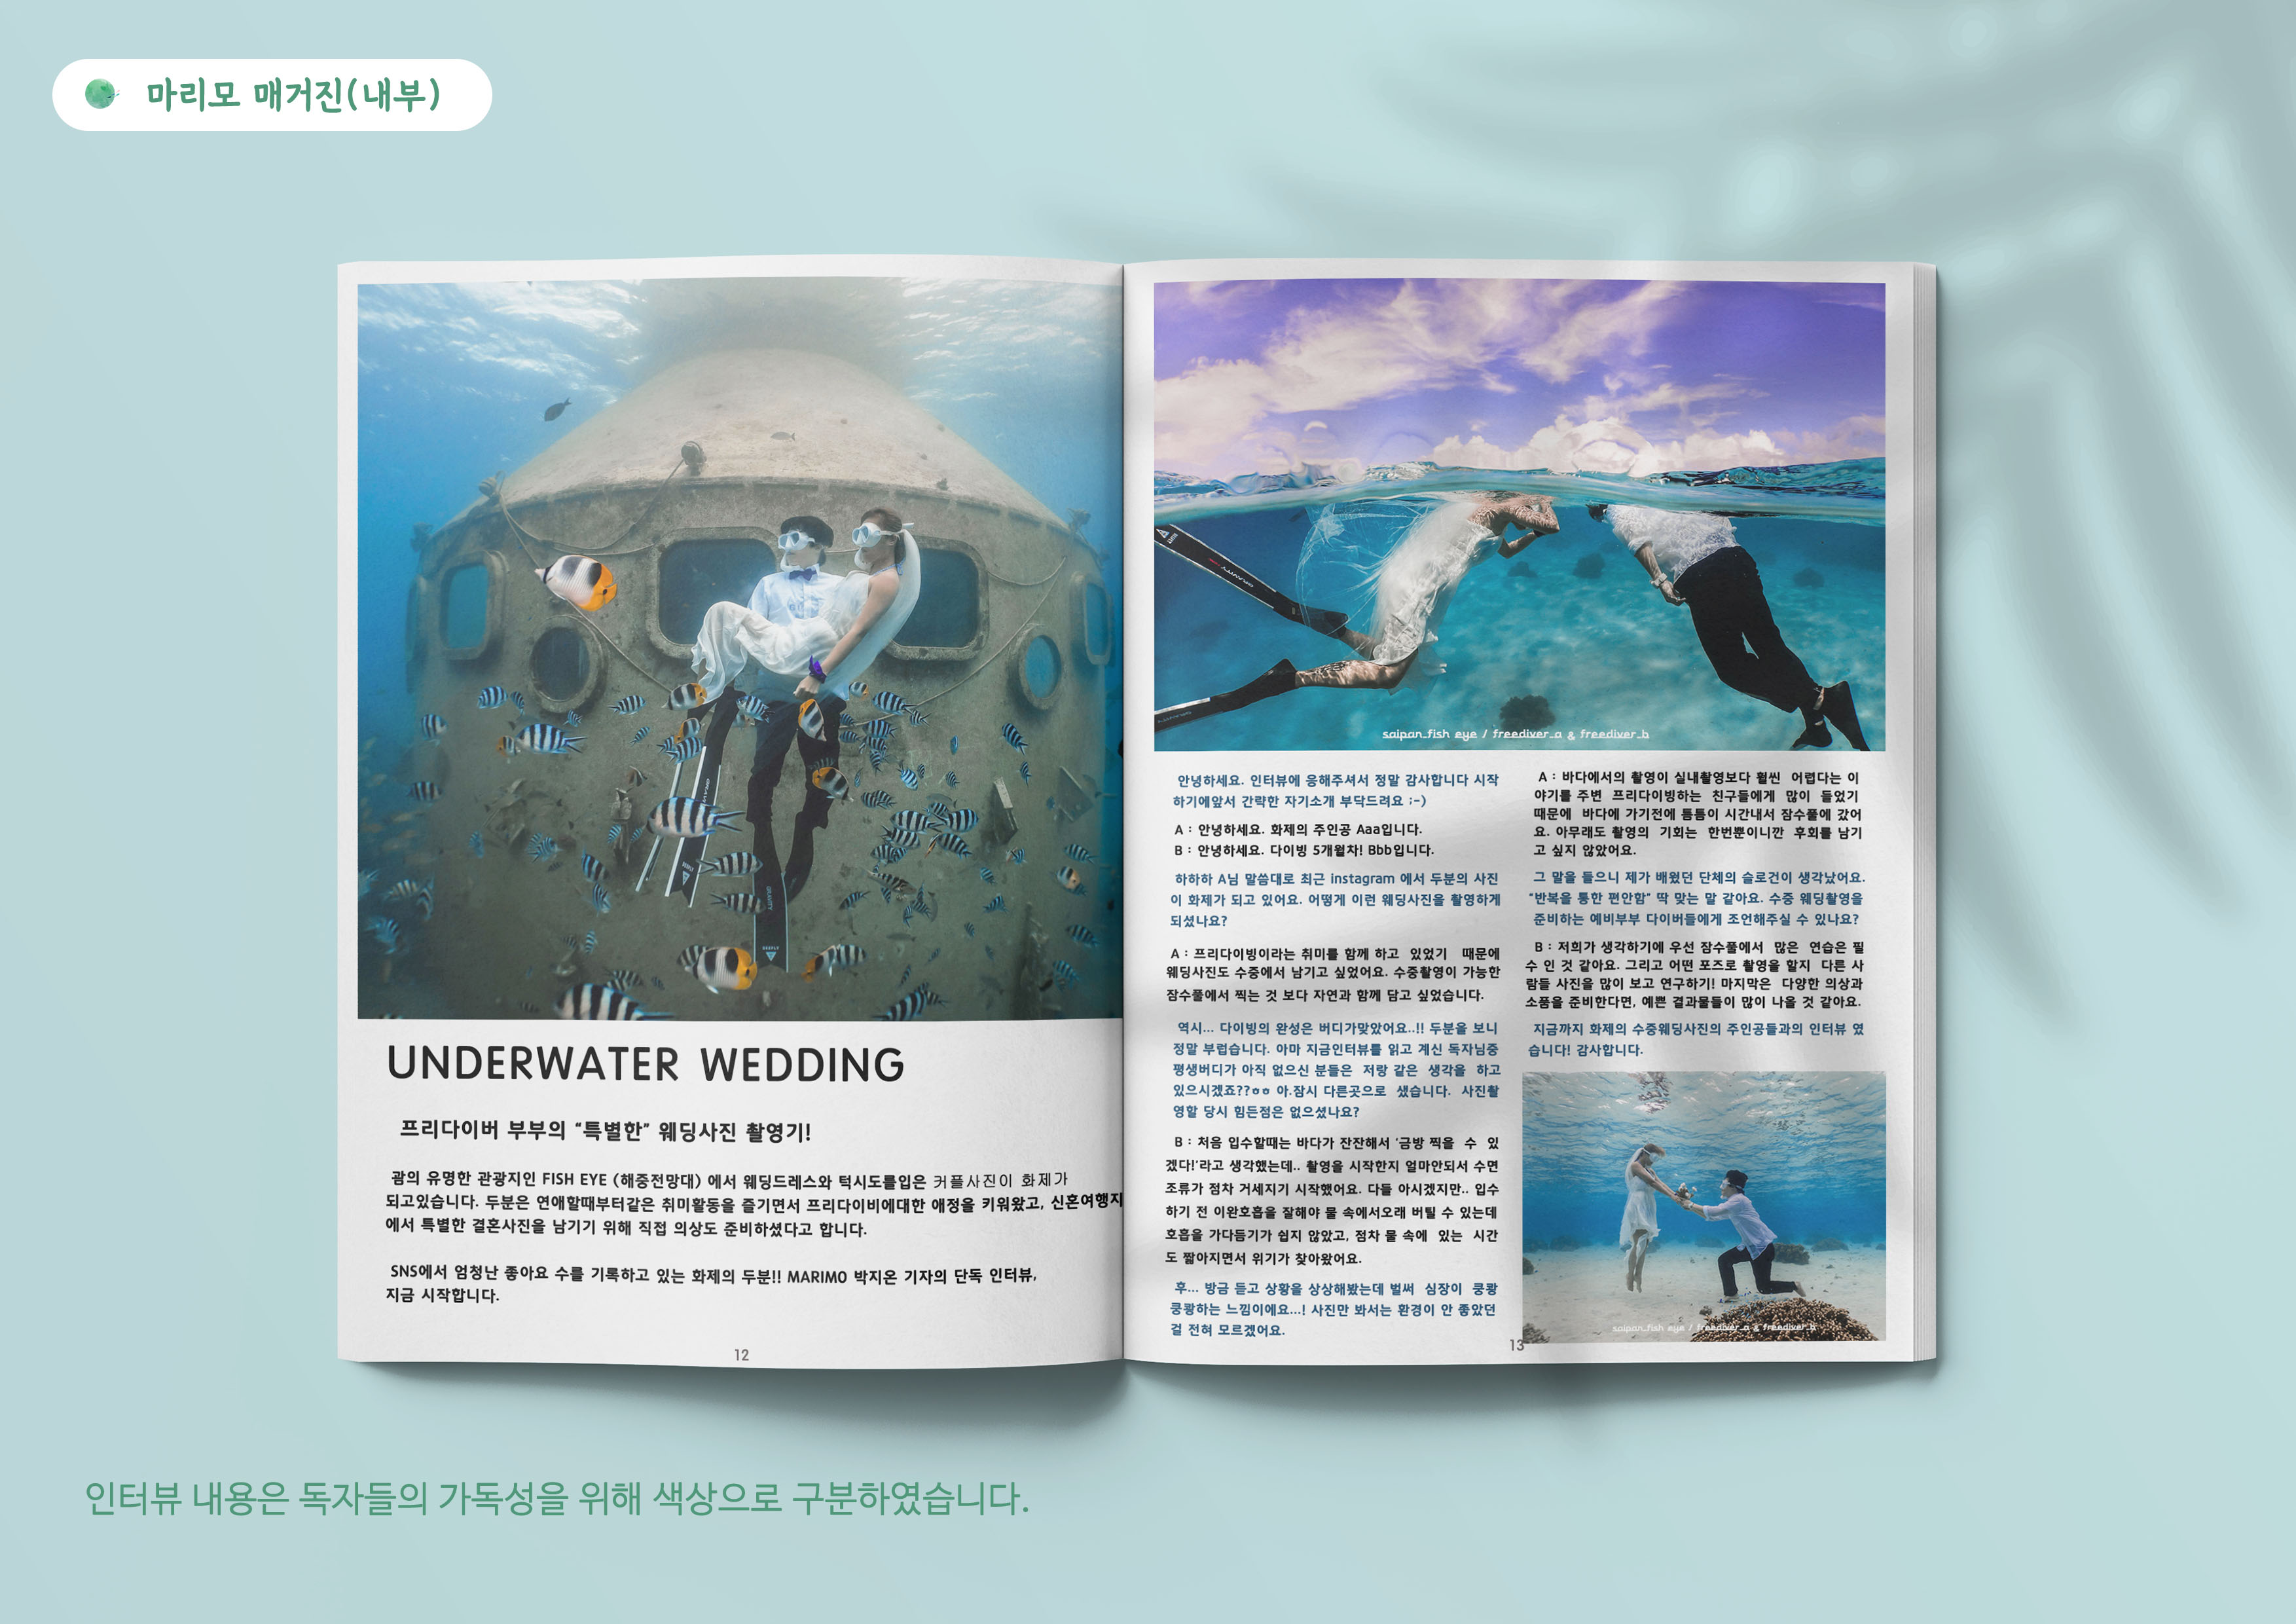 마리모 매거진(내부)
UNDERWATER WEDDING
프리다이버 부부의 “특별한” 웨딩사진 촬영기!
괌의 유명한 관광지인 FISH EYE (해중전망대) 에서 웨딩드레스와 턱시도를입은 커플사진이 화제가
되고있습니다. 두분은 연애할때부터같은 취미활동을 즐기면서 프리다이비에대한 애정을 키워왔고, 신혼여행지
에서 특별한 결혼사진을 남기기 위해 직접 의상도 준비하셨다고 합니다.
SNS에서 엄청난 좋아요 수를 기록하고 있는 화제의 두분!! MARIMO 박지온 기자의 단독 인터뷰,
지금 시작합니다.
12
saipan_fish eye / freediver_a & freediver_b
안녕하세요. 인터뷰에 응해주셔서 정말 감사합니다 시작
하기에앞서 간략한 자기소개 부닥드려요 ;-)
A : 안녕하세요. 화제의 주인공 Aaa입니다.
B : 안녕하세요. 다이빙 5개월차! Bbb입니다.
하하하 A님 말씀대로 최근 instagram 에서 두분의 사진
이 화제가 되고 있어요. 어떻게 이런 웨딩사진을 촬영하게
되셨나요?
A : 프리다이빙이라는 취미를 함께 하고 있었기 때문에
웨딩사진도 수중에서 남기고 싶었어요. 수중촬영이 가능한
잠수풀에서 찍는 것 보다 자연과 함께 담고 싶었습니다.
역시... 다이빙의 완성은 버디가맞았어요..!! 두분을 보니
정말 부럽습니다. 아마 지금인터뷰를 읽고 계신 독자님중
평생버디가 아직 없으신 분들은 저랑 같은 생각을 하고
있으시겠죠??ㅎㅎ 아.잠시 다른곳으로 샜습니다. 사진촬
영할 당시 힘든점은 없으셨나요?
B : 처음 입수할때는 바다가 잔잔해서 '금방 찍을 수 있
겠다!'라고 생각했는데.. 촬영을 시작한지 얼마안되서 수면
조류가 점차 거세지기 시작했어요. 다들 아시겠지만.. 입수
하기 전 이완호흡을 잘해야 물 속에서오래 버틸 수 있는데
호흡을 가다듬기가 쉽지 않았고, 점차 물 속에 있는 시간
도 짧아지면서 위기가 찾아왔어요.
후... 방금 듣고 상황을 상상해봤는데 벌써 심장이 쿵쾅
쿵쾅하는 느낌이에요...! 사진만 봐서는 환경이 안 좋았던
걸 전혀 모르겠어요.
A : 바다에서의 촬영이 실내촬영보다 훨씬 어렵다는 이
야기를 주변 프리다이빙하는 친구들에게 많이 들었기
때문에 바다에 가기전에 틈틈이 시간내서 잠수풀에 갔어
요. 아무래도 촬영의 기회는 한번뿐이니깐 후회를 남기
고 싶지 않았어요.
그 말을 들으니 제가 배웠던 단체의 슬로건이 생각났어요.
"반복을 통한 편안함" 딱 맞는 말 같아요. 수중 웨딩촬영을
준비하는 예비부부 다이버들에게 조언해주실 수 있나요?
B : 저희가 생각하기에 우선 잠수풀에서 많은 연습은 필
수 인 것 같아요. 그리고 어떤 포즈로 촬영을 할지 다른 사
람들 사진을 많이 보고 연구하기! 마지막은 다양한 의상과
소품을 준비한다면, 예쁜 결과물들이 많이 나올 것 같아요.
지금까지 화제의 수중웨딩사진의 주인공들과의 인터뷰 였
습니다! 감사합니다.
saipan_fish eye / freediver_a & freediver_b
13
인터뷰 내용은 독자들의 가독성을 위해 색상으로 구분하였습니다.